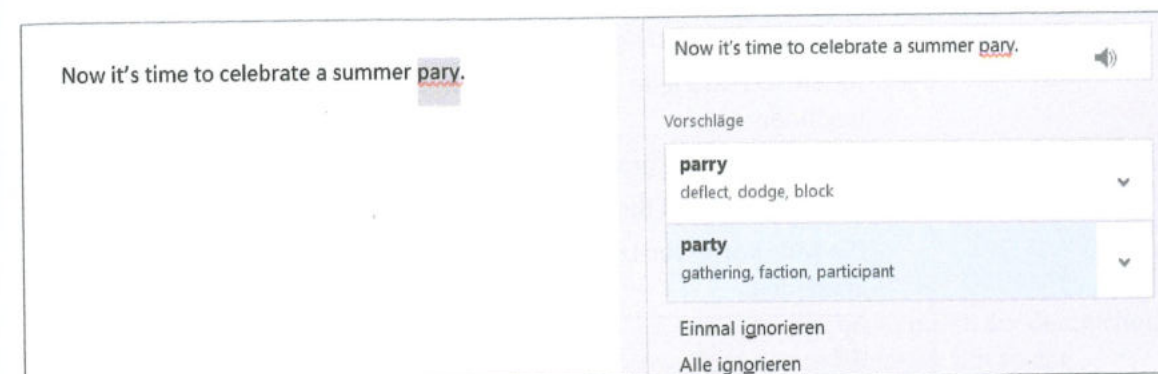 Now it's time to celebrate a summer pary.
Now it's time to celebrate a summer pary.
Vorschläge
parry
deflect, dodge, block
party
gathering, faction, participant
Einmal ignorieren
Alle ignorieren